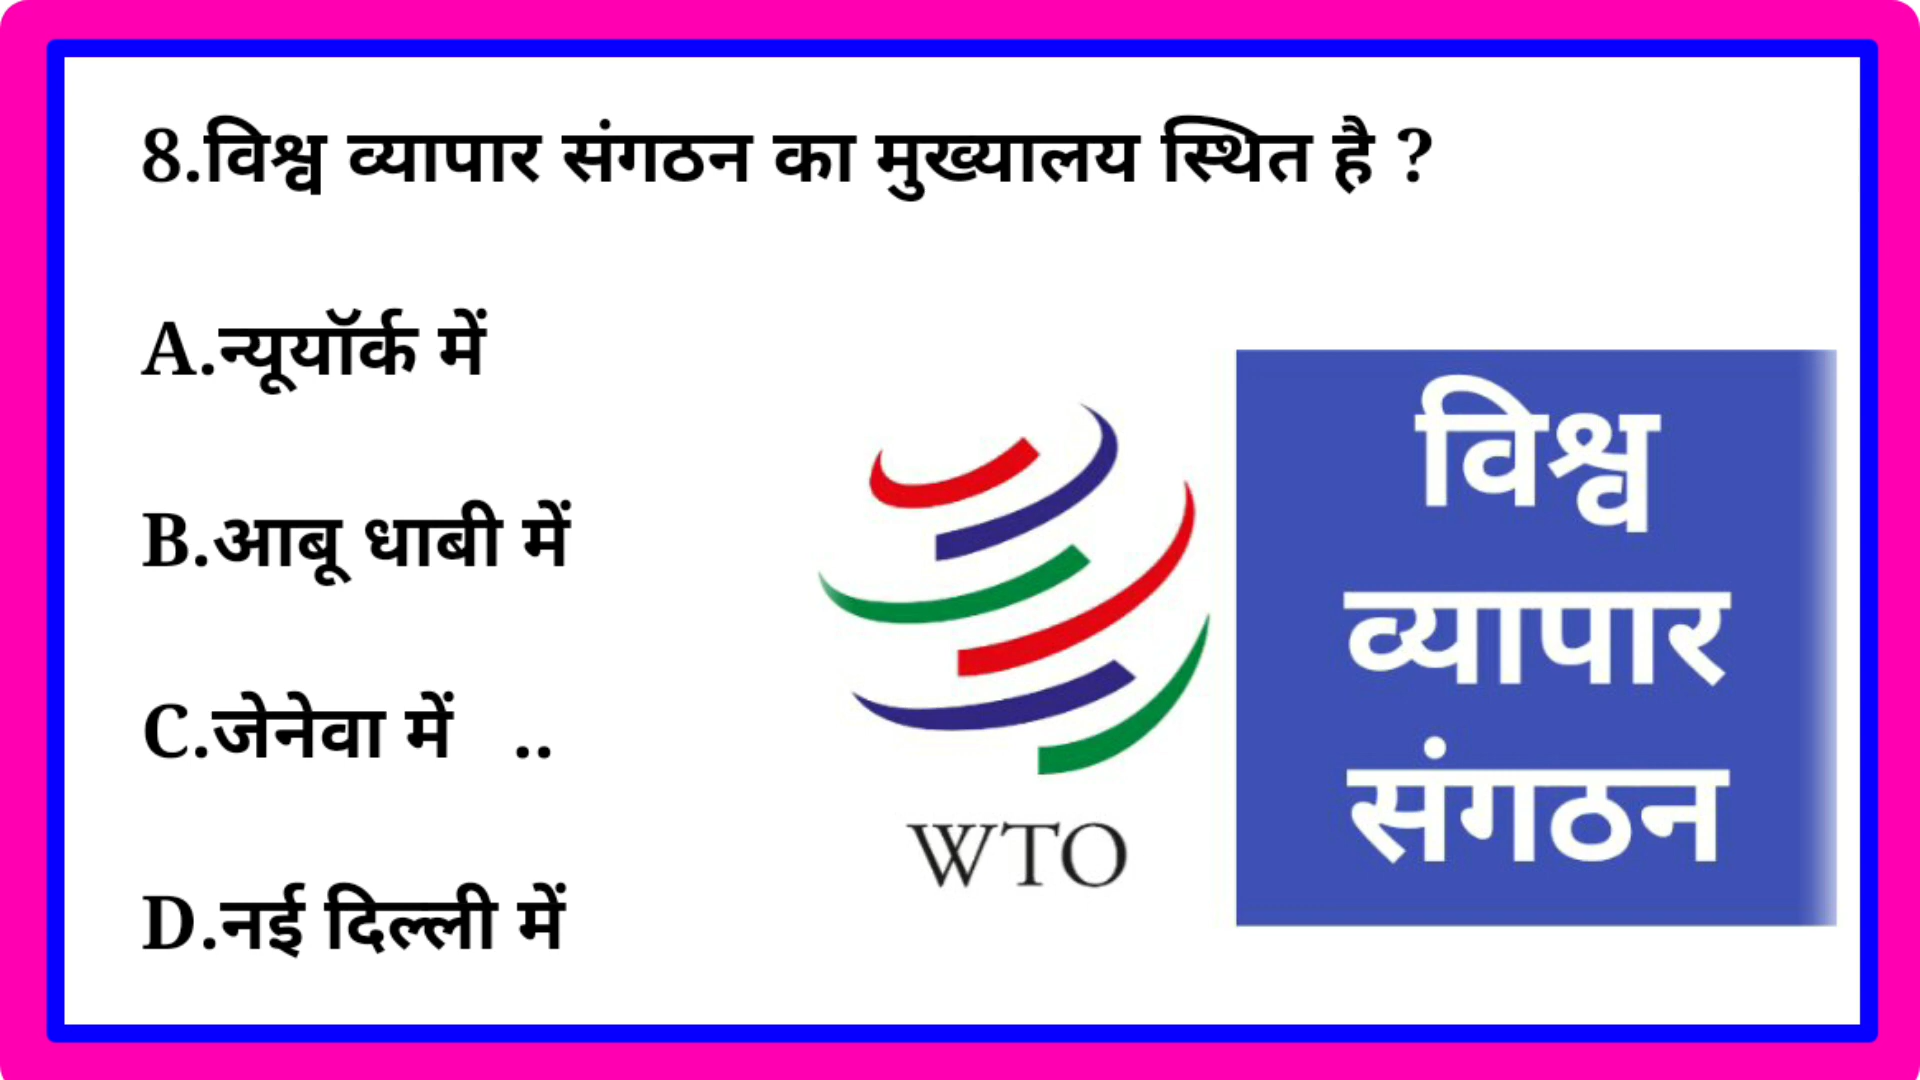 8.विश्व व्यापार संगठन का मुख्यालय स्थित है ?
A.न्यूयॉर्क में
B.आबू धाबी में
C.जेनेवा में ..
D.नई दिल्ली में
WTO
विश्व
व्यापार
संगठन